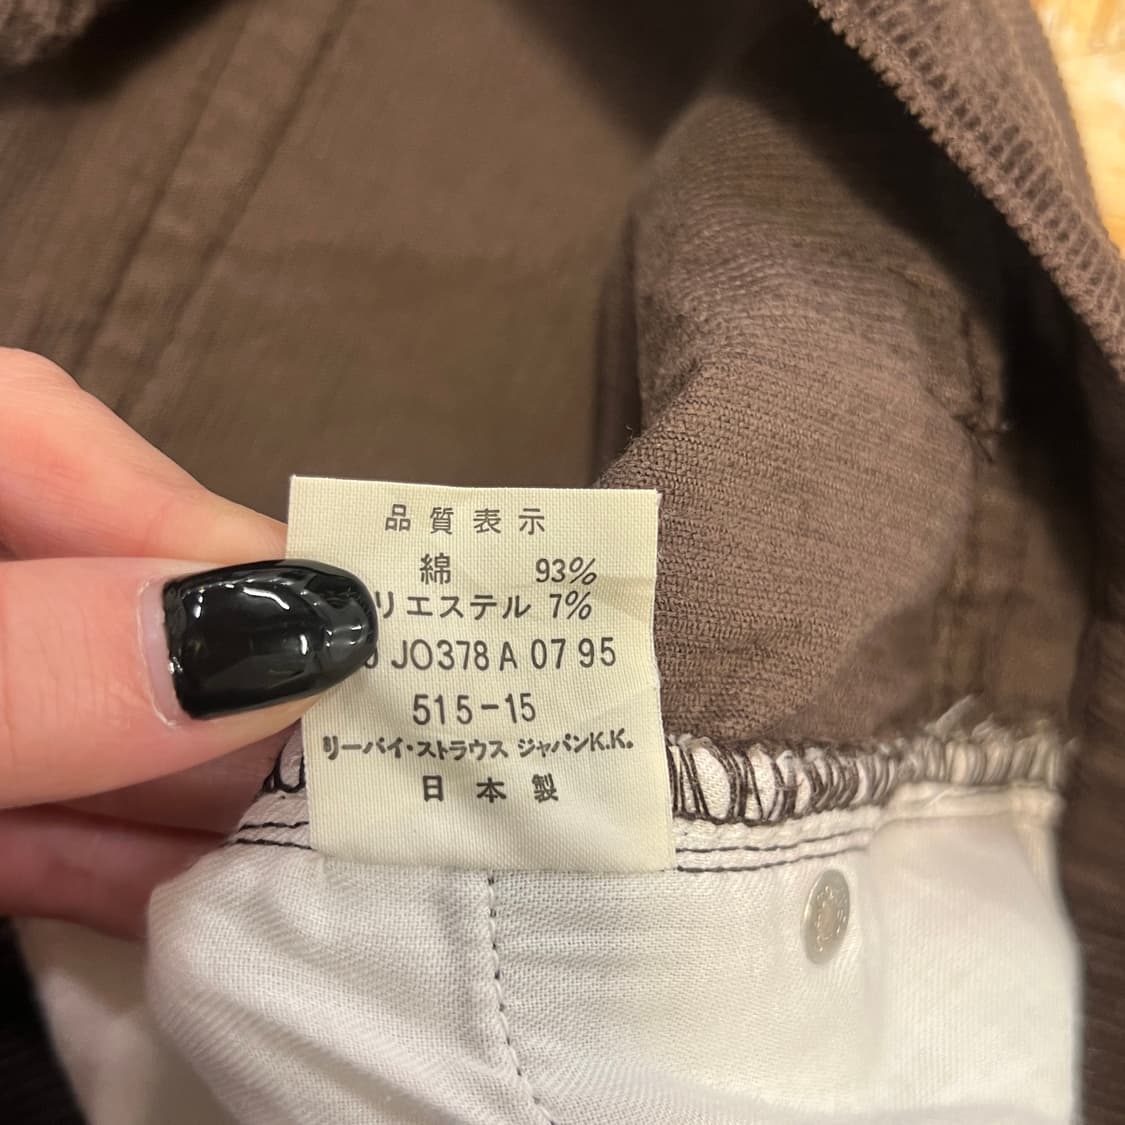 品質表示
綿 93%
リエステル 7%
JO378 A 07 95
515-15
リーバイ・ストラウス ジャパンK.K.
日本製